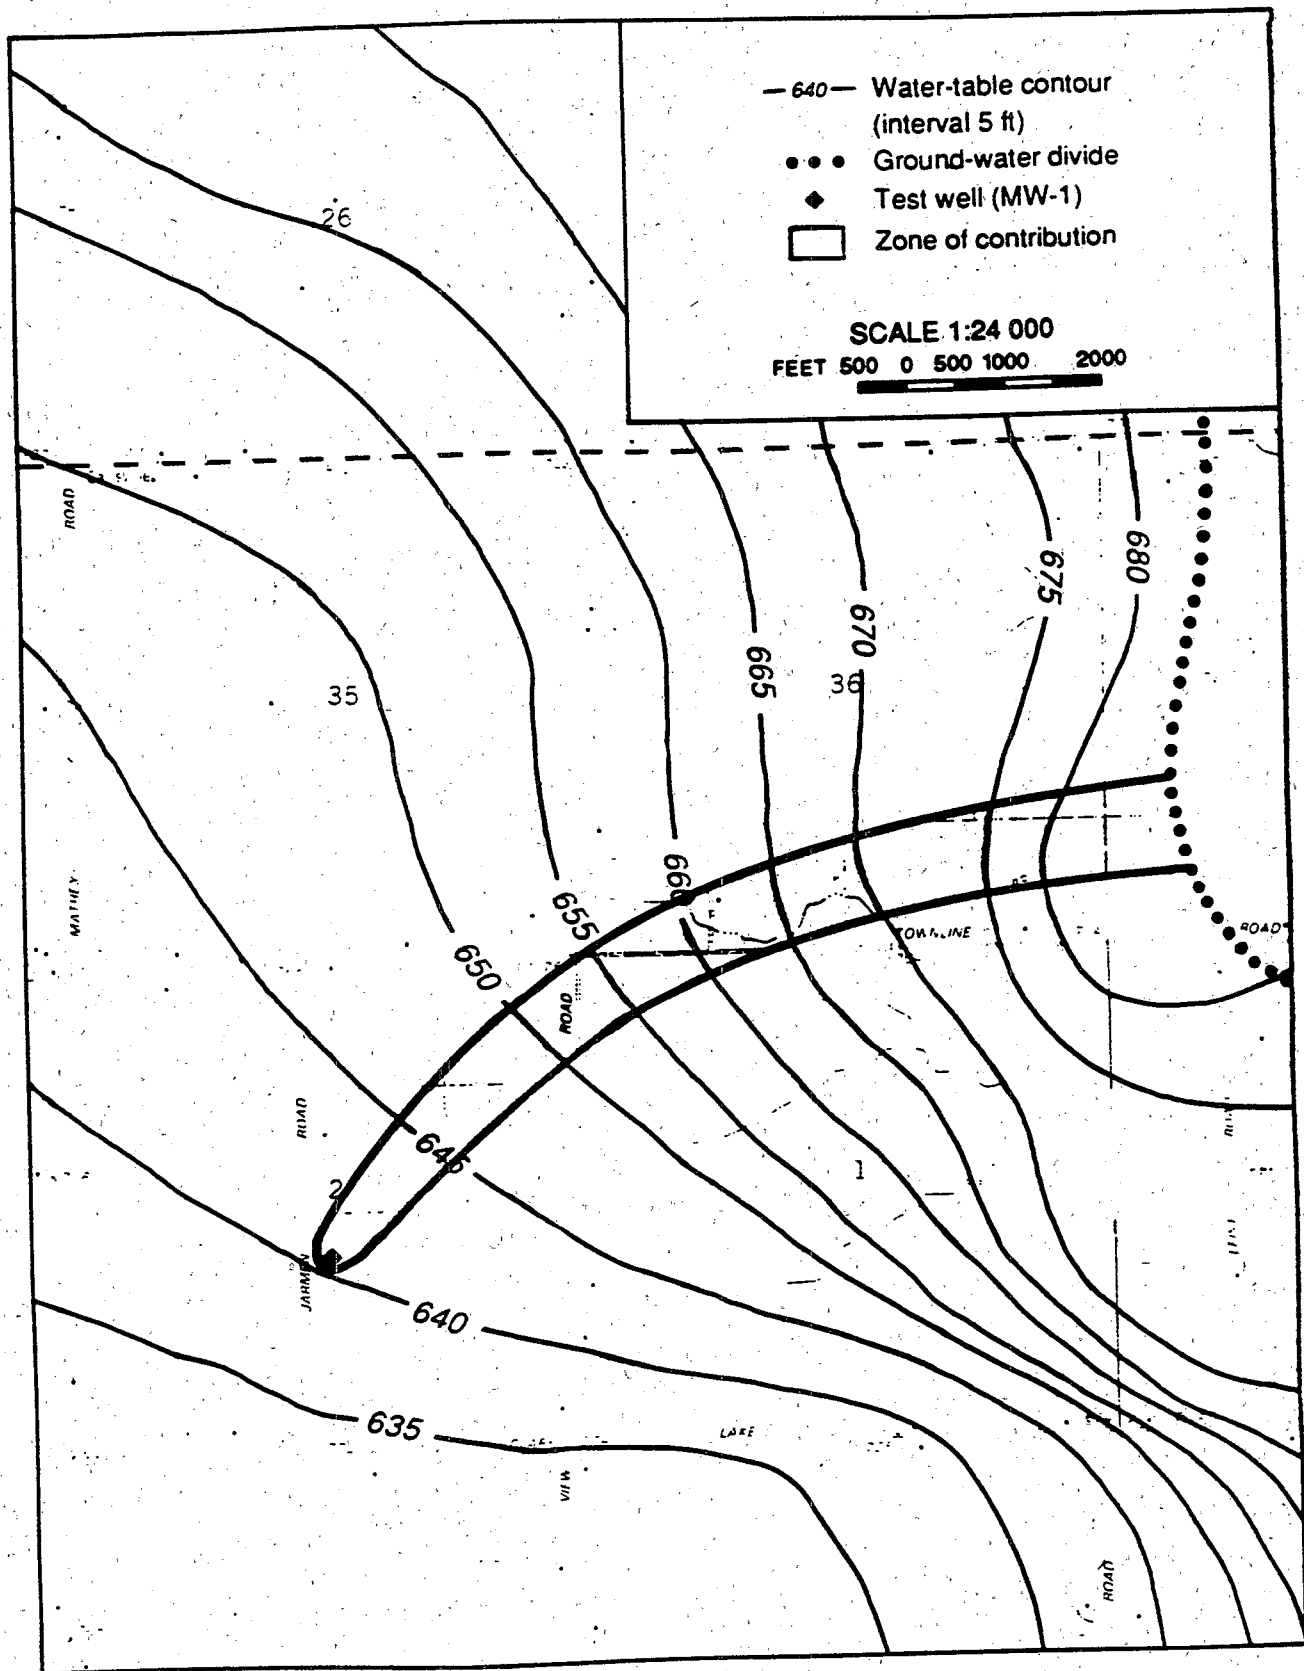 —640— Water-table contour
(interval 5 ft)
Ground-water divide
Test well (MW-1)
Zone of contribution
SCALE 1:24 000
FEET 500 0 500 1000 2000
26
ROAD
680
675
670
665
36
35
660
MATHEY
655
TOWNLINE
ROAD
650
ROAD
ROAD
645
1
2
JARMEN
640
635
LAKE
VIEW
ROAD